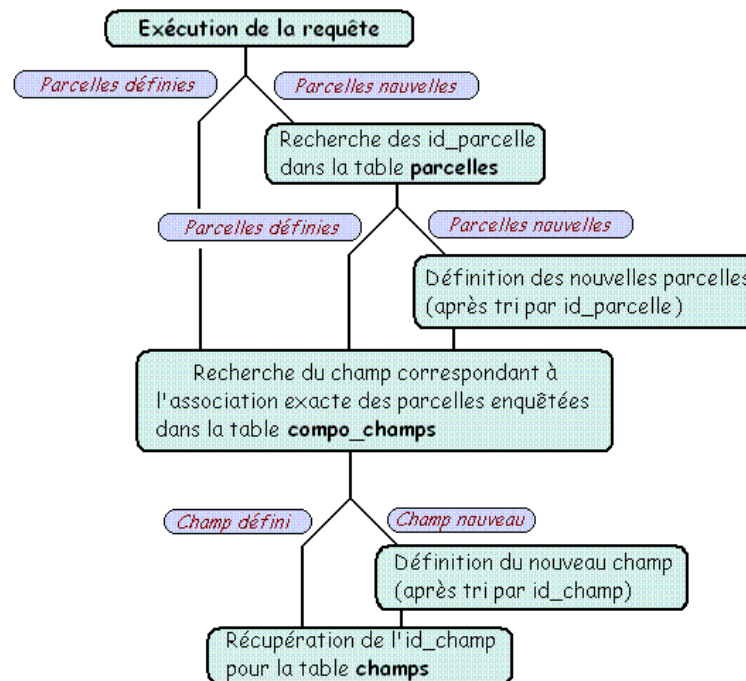 Exécution de la requête
Parcelles définies
Parcelles nouvelles
Recherche des id_parcelle
dans la table parcelles
Parcelles définies
Parcelles nouvelles
Définition des nouvelles parcelles
(après tri par id_parcelle)
Recherche du champ correspondant à
l'association exacte des parcelles enquêtées
dans la table compo_champs
Champ défini
Champ nouveau
Définition du nouveau champ
(après tri par id_champ)
Récupération de l'id_champ
pour la table champs